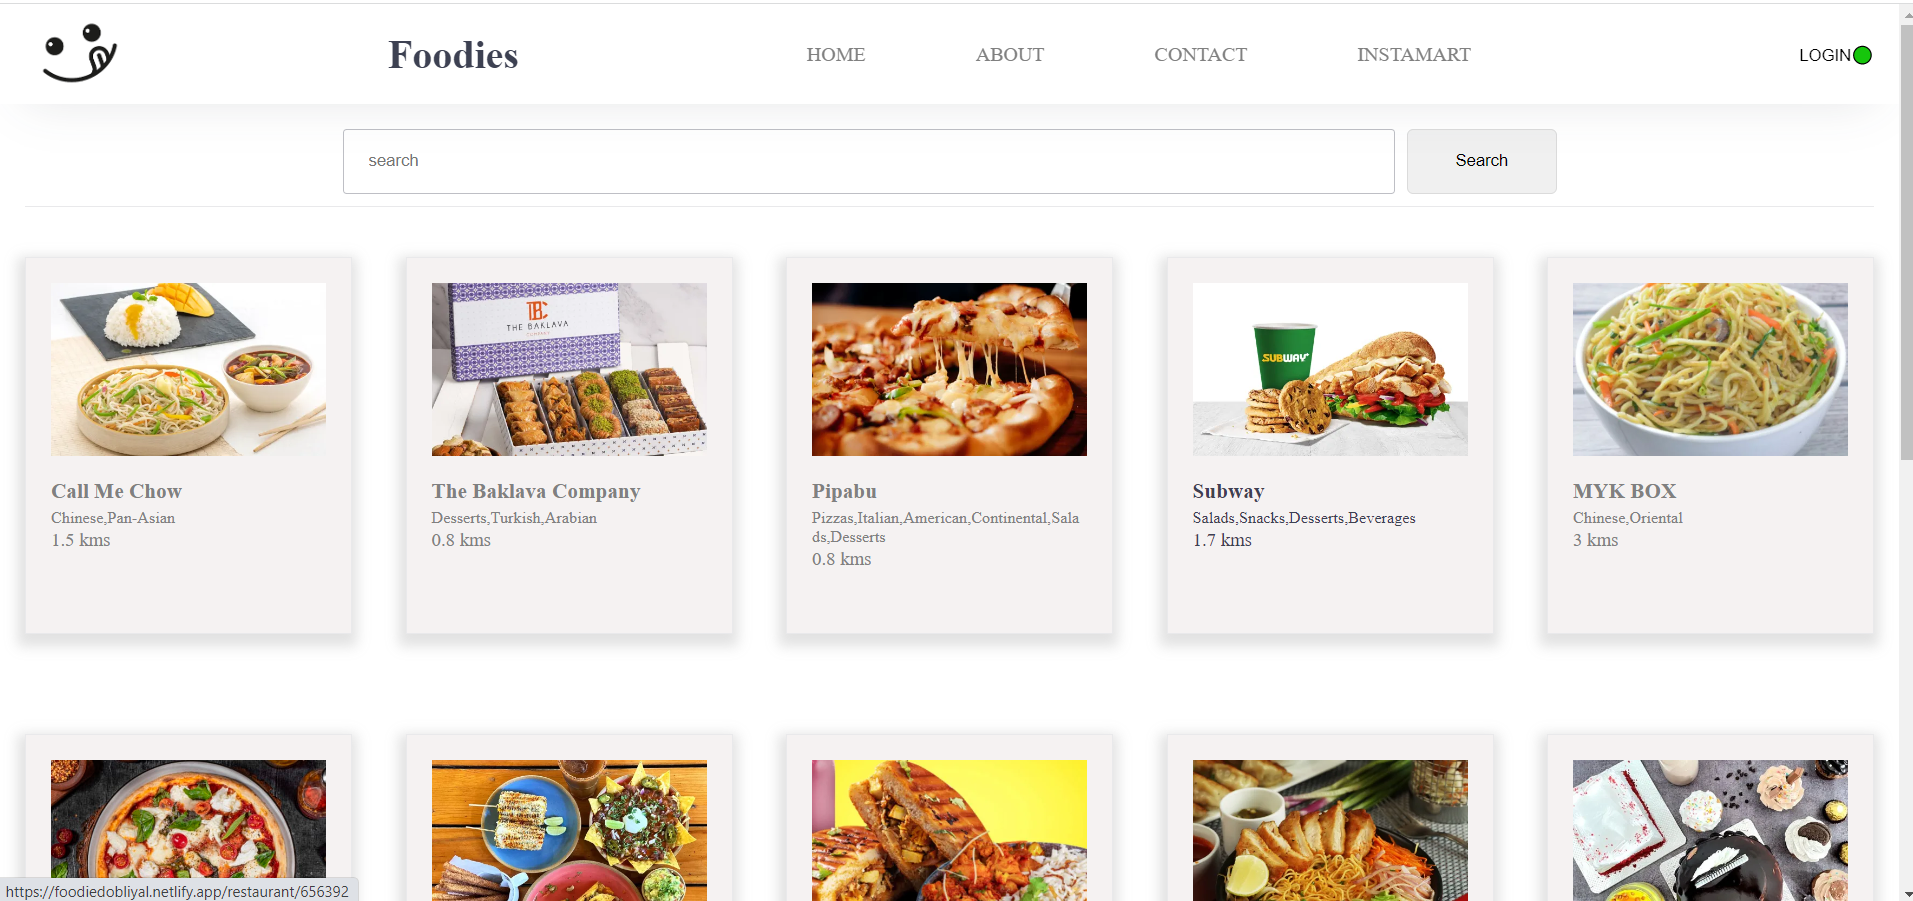 Foodies
HOME
ABOUT
CONTACT
INSTAMART
LOGIN
search
Search
THE BAKLAVA
SUBWAY
Call Me Chow
Chinese,Pan-Asian
1.5 kms
The Baklava Company
Desserts,Turkish,Arabian
0.8 kms
Pipabu
Pizzas,Italian,American,Continental,Sala
ds,Desserts
0.8 kms
Subway
Salads,Snacks,Desserts,Beverages
1.7 kms
MYK BOX
Chinese,Oriental
3 kms
https://foodiedobliyal.netlify.app/restaurant/656392